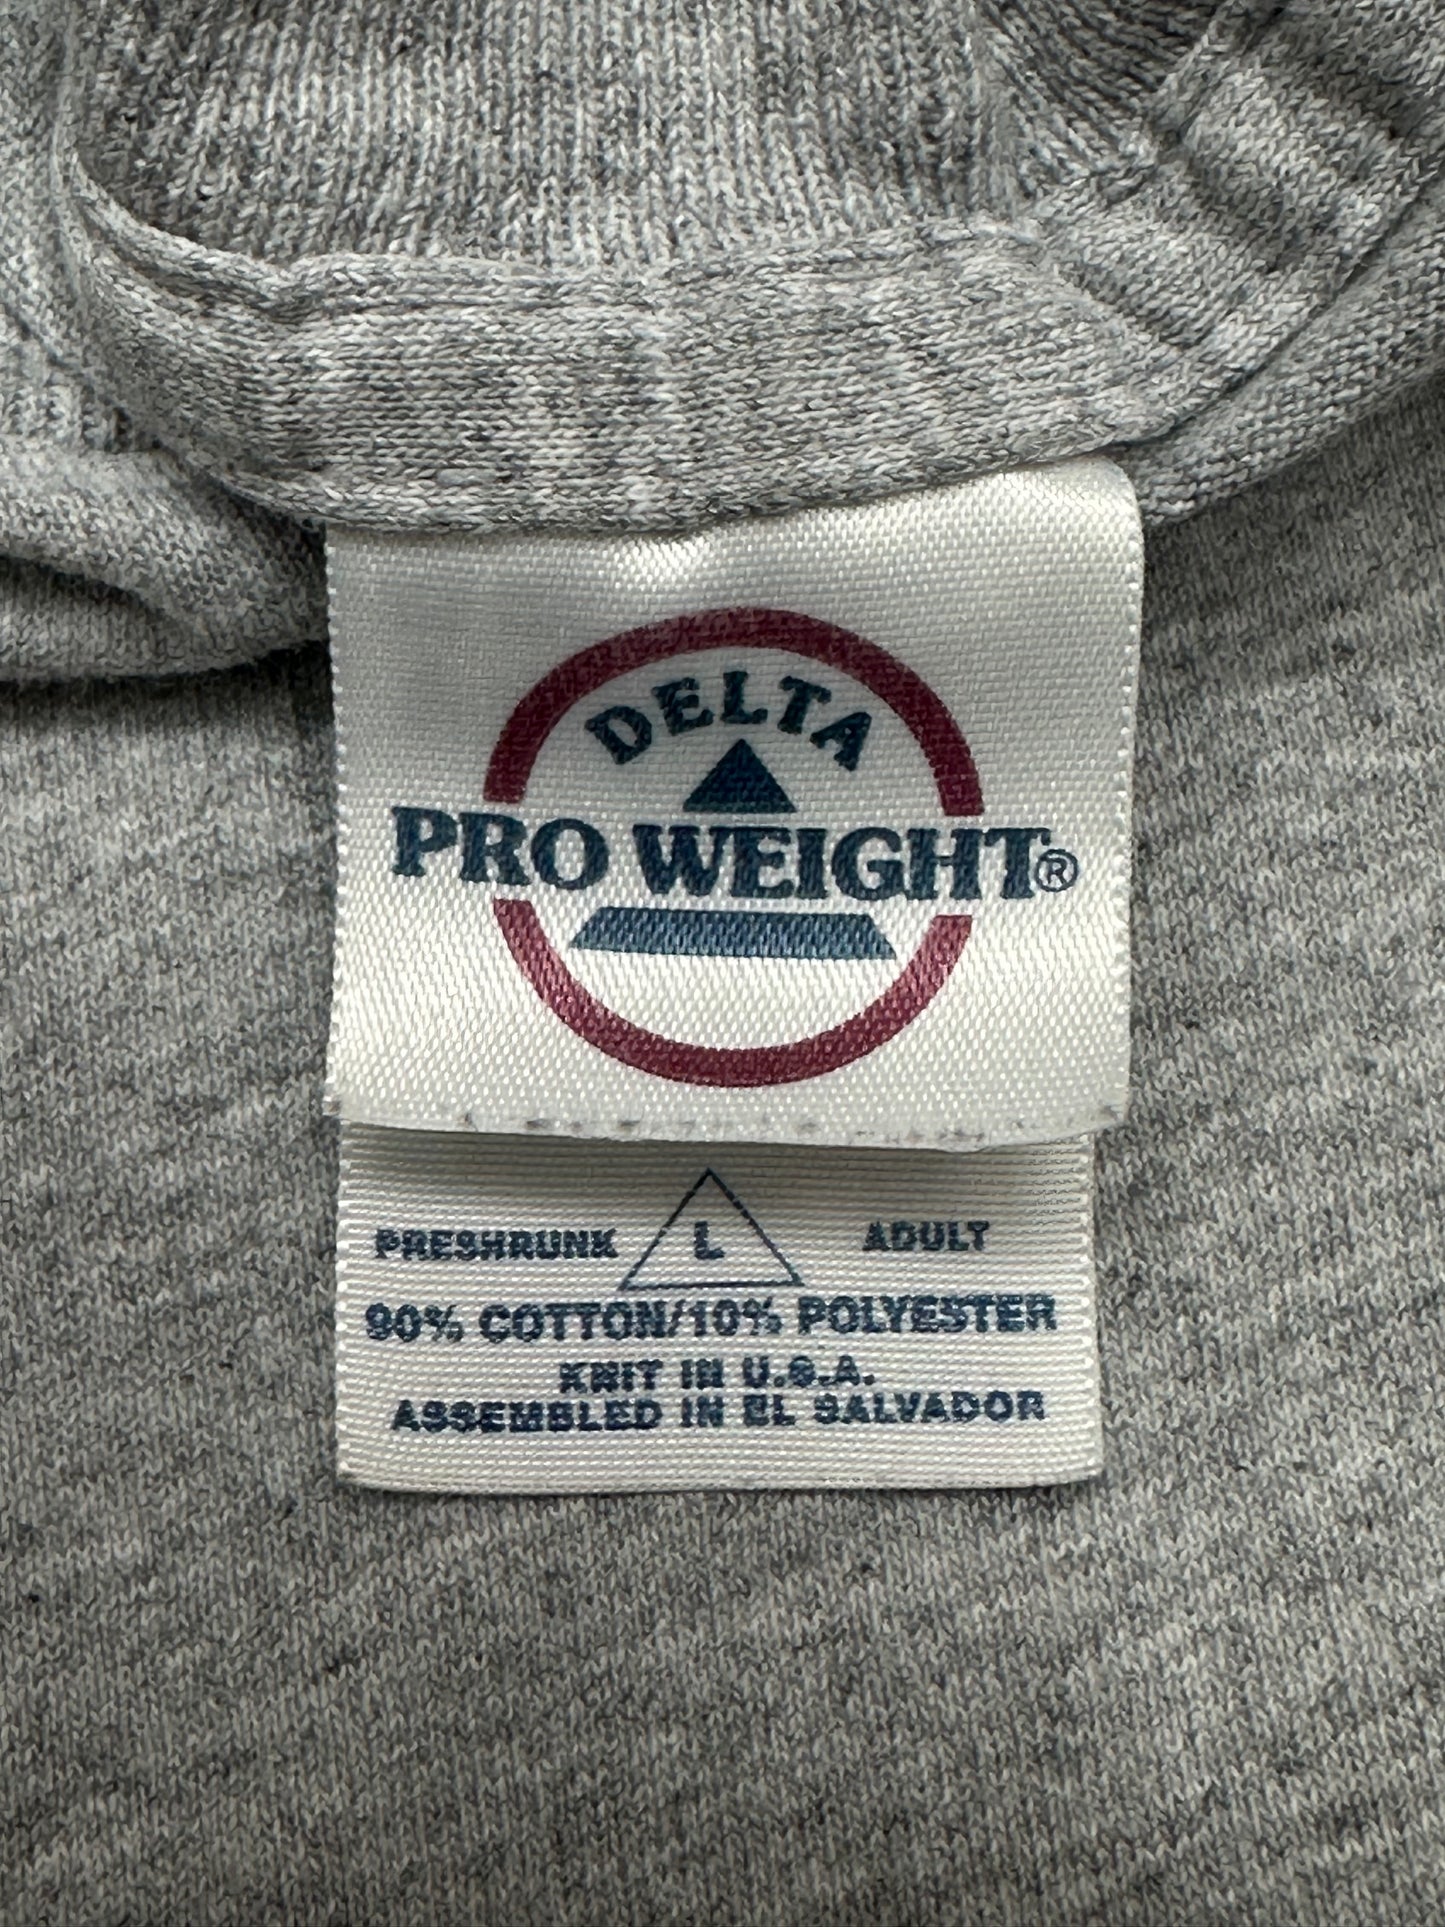 DELTA
PRO WEIGHT®
PRESHRUNK L ADULT
90% COTTON/10% POLYESTER
KNIT IN U.S.A.
ASSEMBLED IN EL SALVADOR